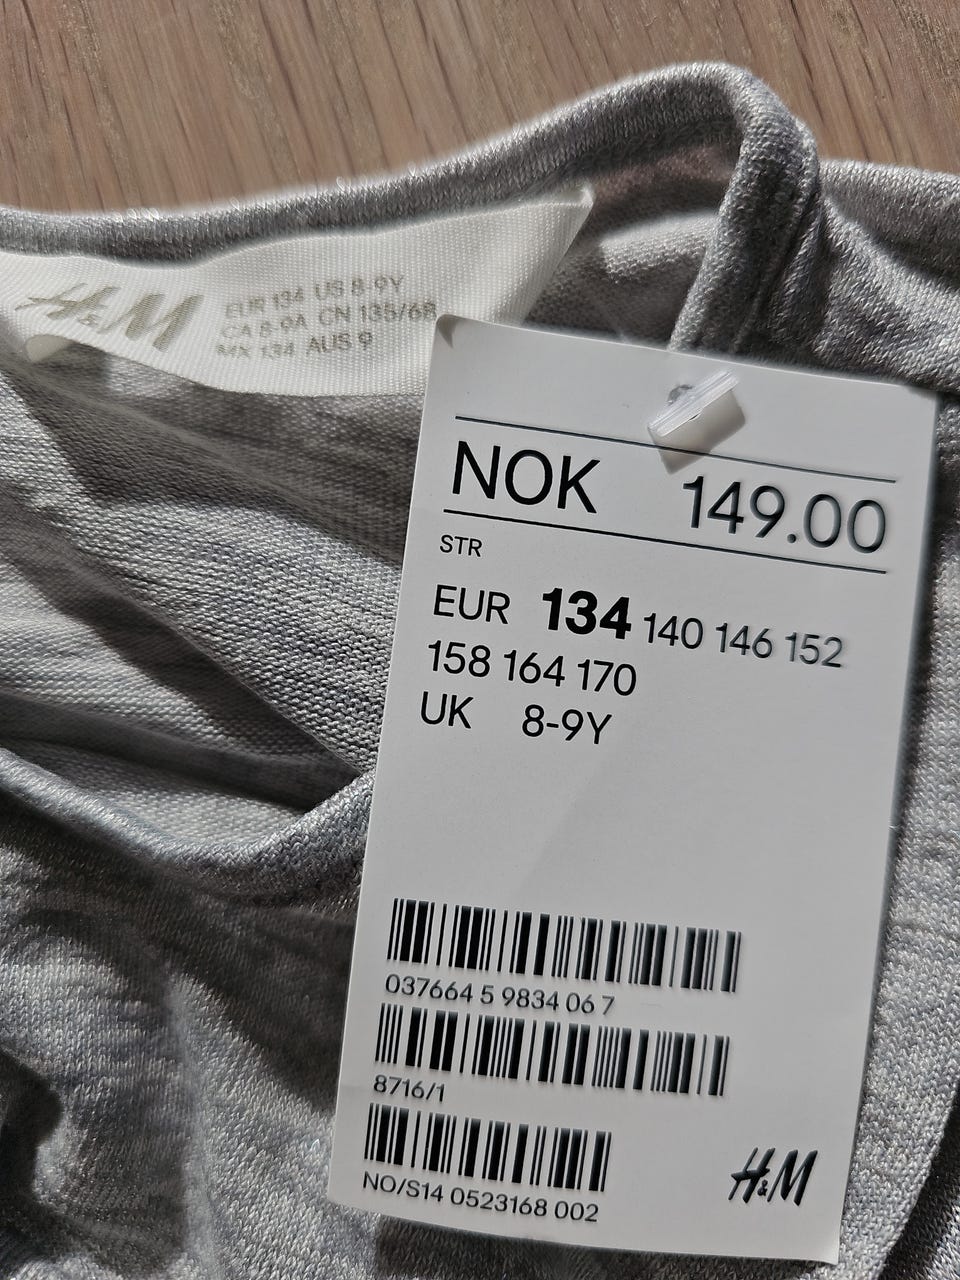 H&M
EUR 134 US 8-9Y
CA 8-9A CN 135/68
MX 134 AUS 9
NOK 149.00
STR
EUR 134 140 146 152
158 164 170
UK 8-9Y
037664 5 9834 06 7
8716/1
NO/S14 0523168 002
H&M